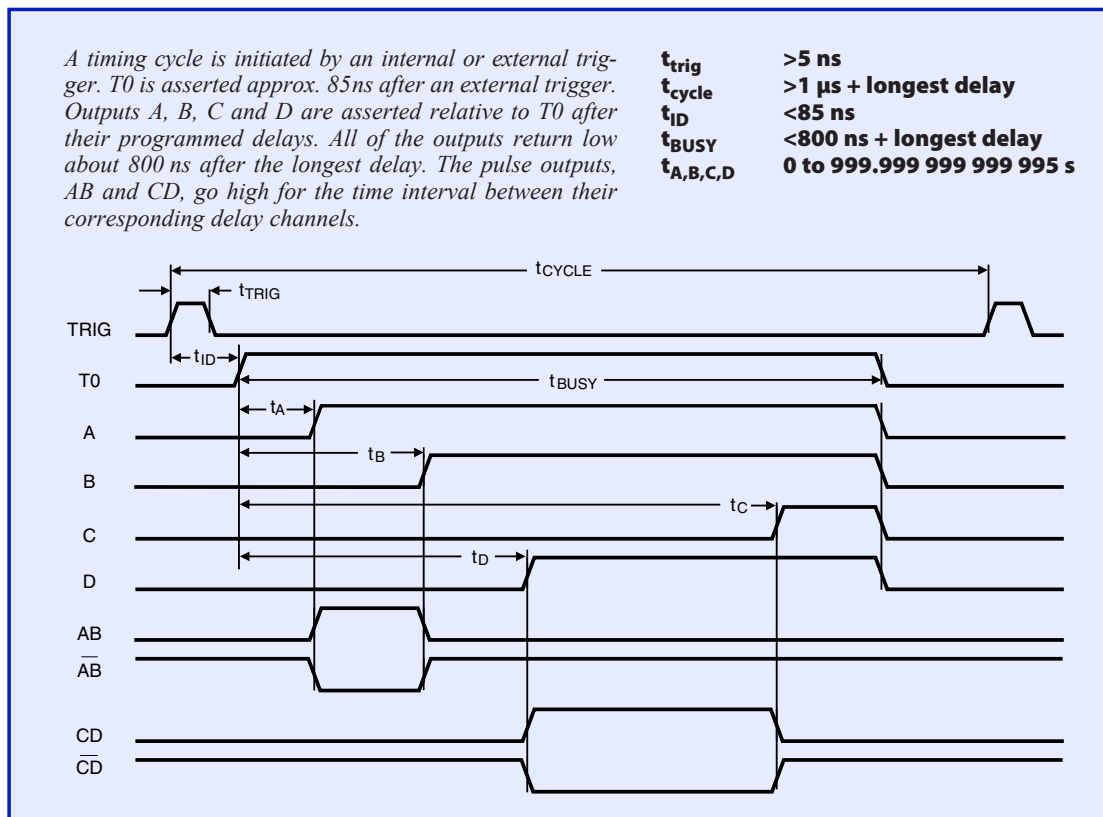 A timing cycle is initiated by an internal or external trig-
ger. T0 is asserted approx. 85ns after an external trigger.
Outputs A, B, C and D are asserted relative to T0 after
their programmed delays. All of the outputs return low
about 800 ns after the longest delay. The pulse outputs,
AB and CD, go high for the time interval between their
corresponding delay channels.
ttrig >5 ns
tcycle >1 µs + longest delay
tID <85 ns
tBUSY <800 ns + longest delay
tA,B,C,D 0 to 999.999 999 999 995 s
tCYCLE
tTRIG
TRIG
tID
T0
tBUSY
tA
A
tB
B
tC
C
tD
D
AB
A̅B̅
CD
C̅D̅